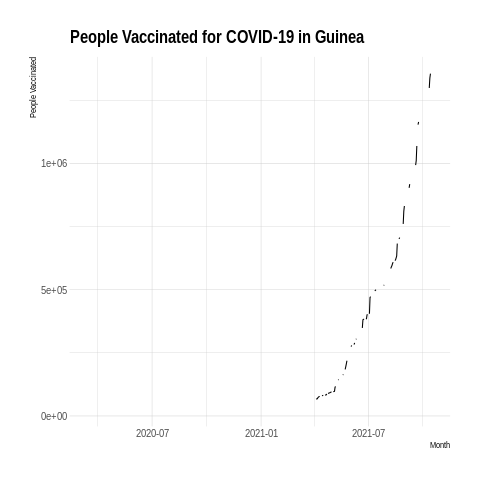 People Vaccinated for COVID-19 in Guinea
People Vaccinated
1e+06
5e+05
0e+00
2020-07 2021-01 2021-07
Month